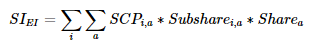 SI_{EI} = \sum_{i} \sum_{a} SCP_{i,a} * Subshare_{i,a} * Share_{a}